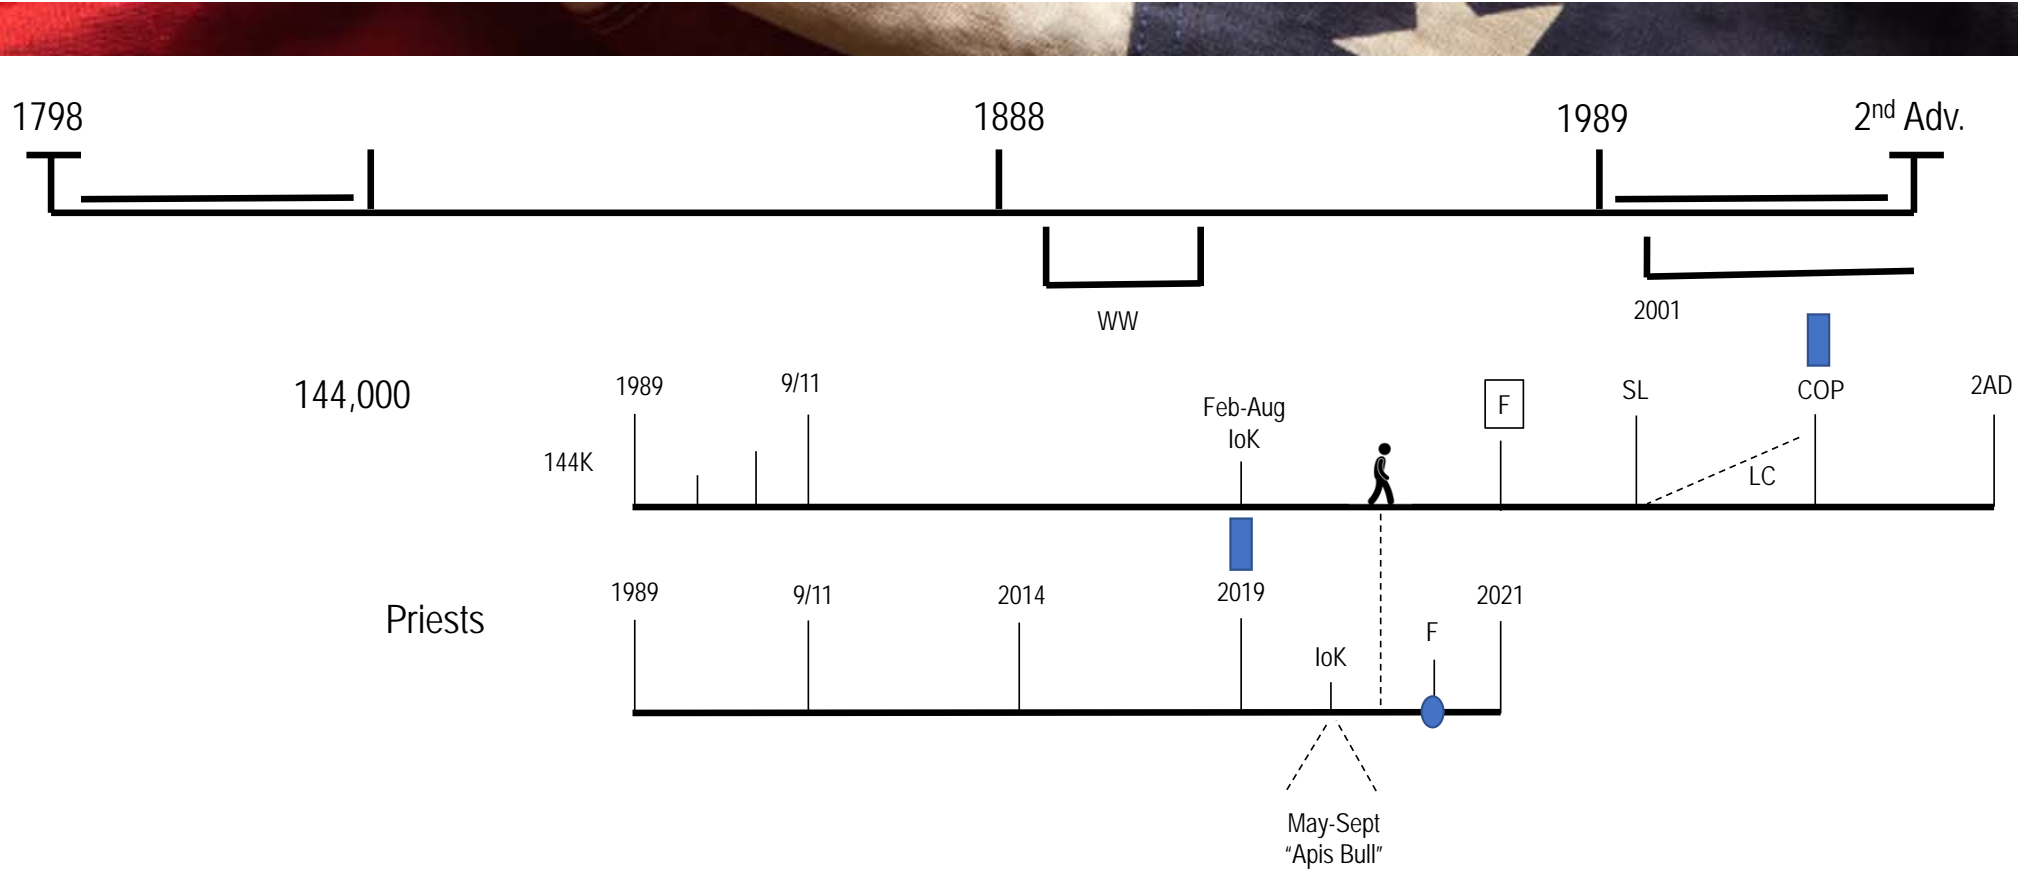 1798
1888
1989
2nd Adv.
WW
2001
144,000
1989
9/11
Feb-Aug
IoK
F
SL
COP
2AD
144K
LC
Priests
1989
9/11
2014
2019
2021
IoK
F
May-Sept
"Apis Bull"